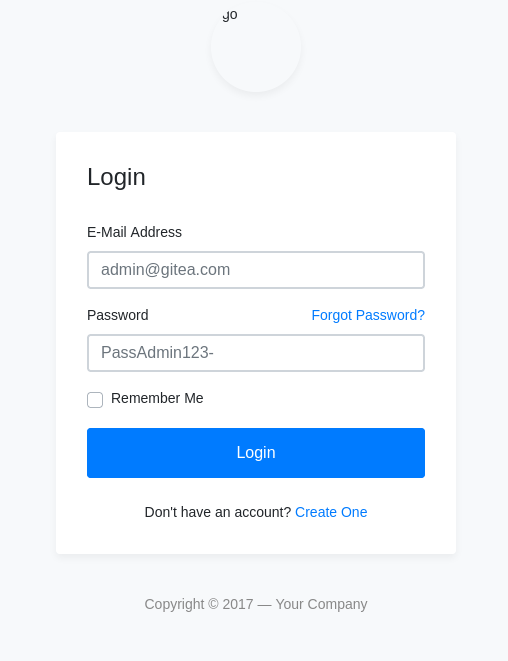 go
Login
E-Mail Address
admin@gitea.com
Password Forgot Password?
PassAdmin123-
Remember Me
Login
Don't have an account? Create One
Copyright © 2017 — Your Company